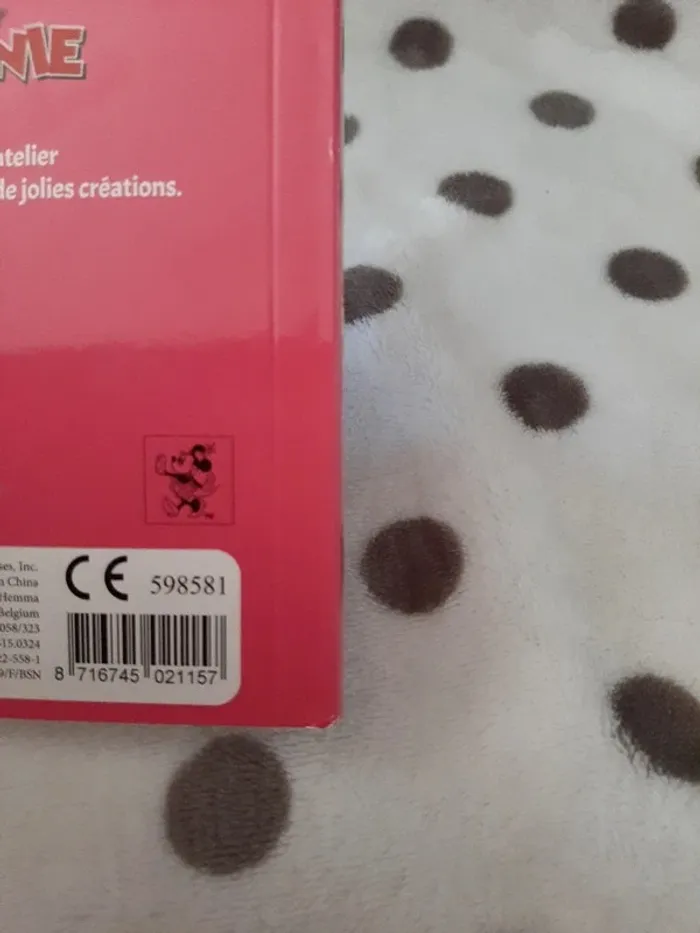 NIE
atelier
de jolies créations.
ses, Inc.
n China
Hemma
Belgium
058/323
-15.0324
22-558-1
9/F/BSN
CE 598581
8 716745 021157